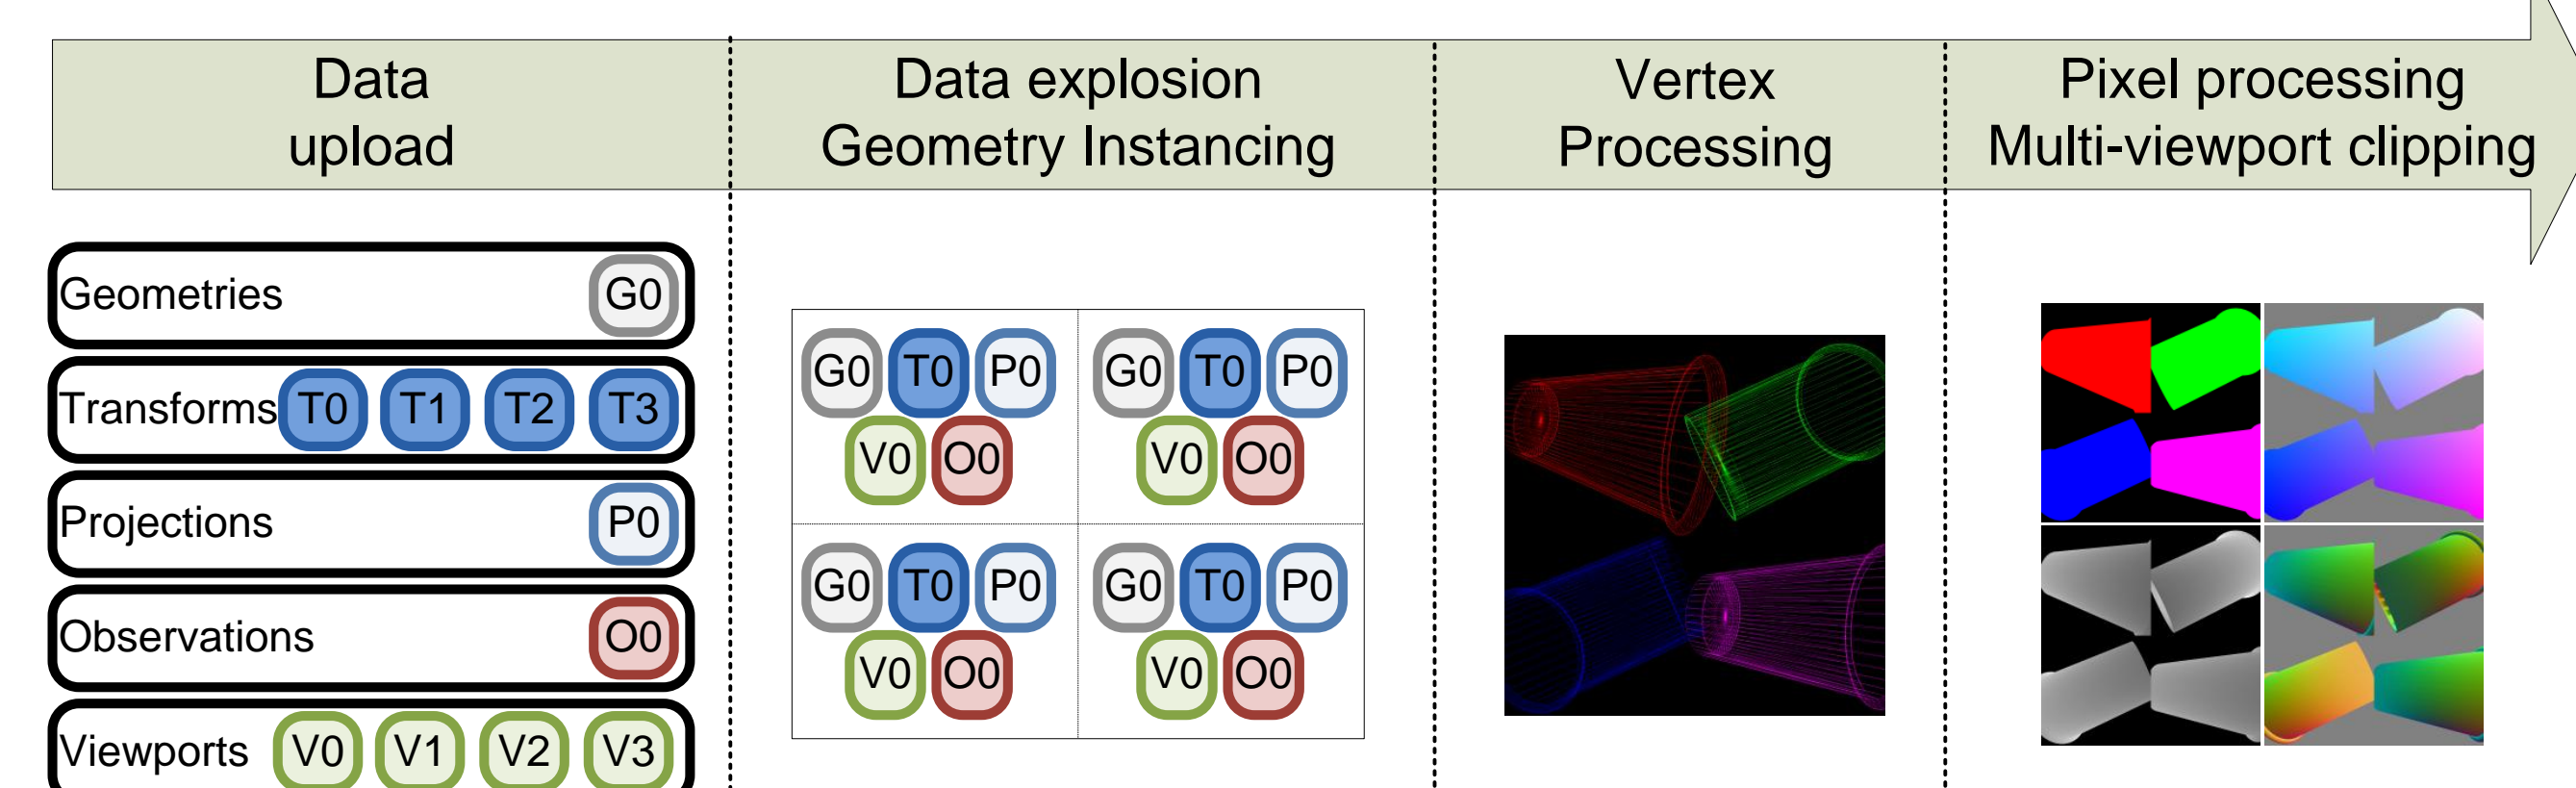 Data
upload
Data explosion
Geometry Instancing
Vertex
Processing
Pixel processing
Multi-viewport clipping
Geometries G0
Transforms T0 T1 T2 T3
Projections P0
Observations O0
Viewports V0 V1 V2 V3
G0 T0 P0
V0 O0
G0 T0 P0
V0 O0
G0 T0 P0
V0 O0
G0 T0 P0
V0 O0